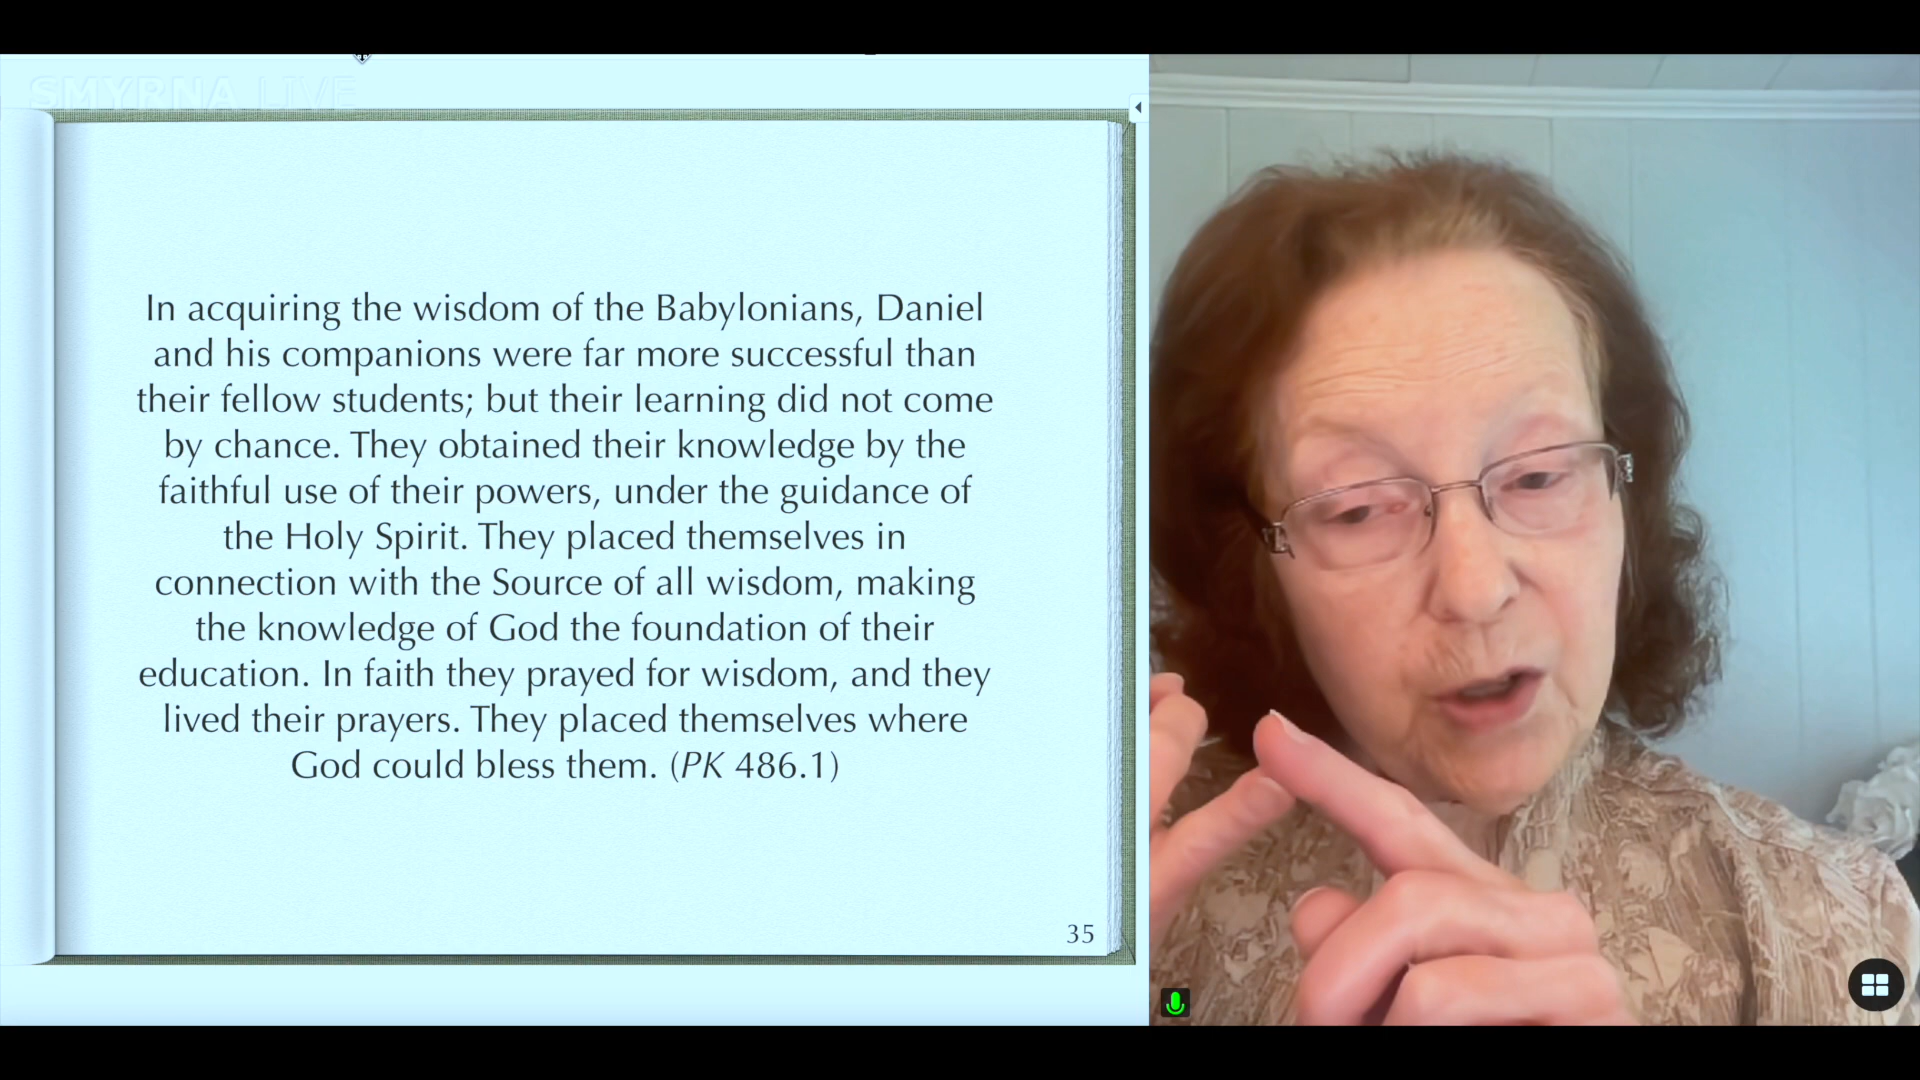 SMYRNA LIVE
In acquiring the wisdom of the Babylonians, Daniel
and his companions were far more successful than
their fellow students; but their learning did not come
by chance. They obtained their knowledge by the
faithful use of their powers, under the guidance of
the Holy Spirit. They placed themselves in
connection with the Source of all wisdom, making
the knowledge of God the foundation of their
education. In faith they prayed for wisdom, and they
lived their prayers. They placed themselves where
God could bless them. (PK 486.1)
35